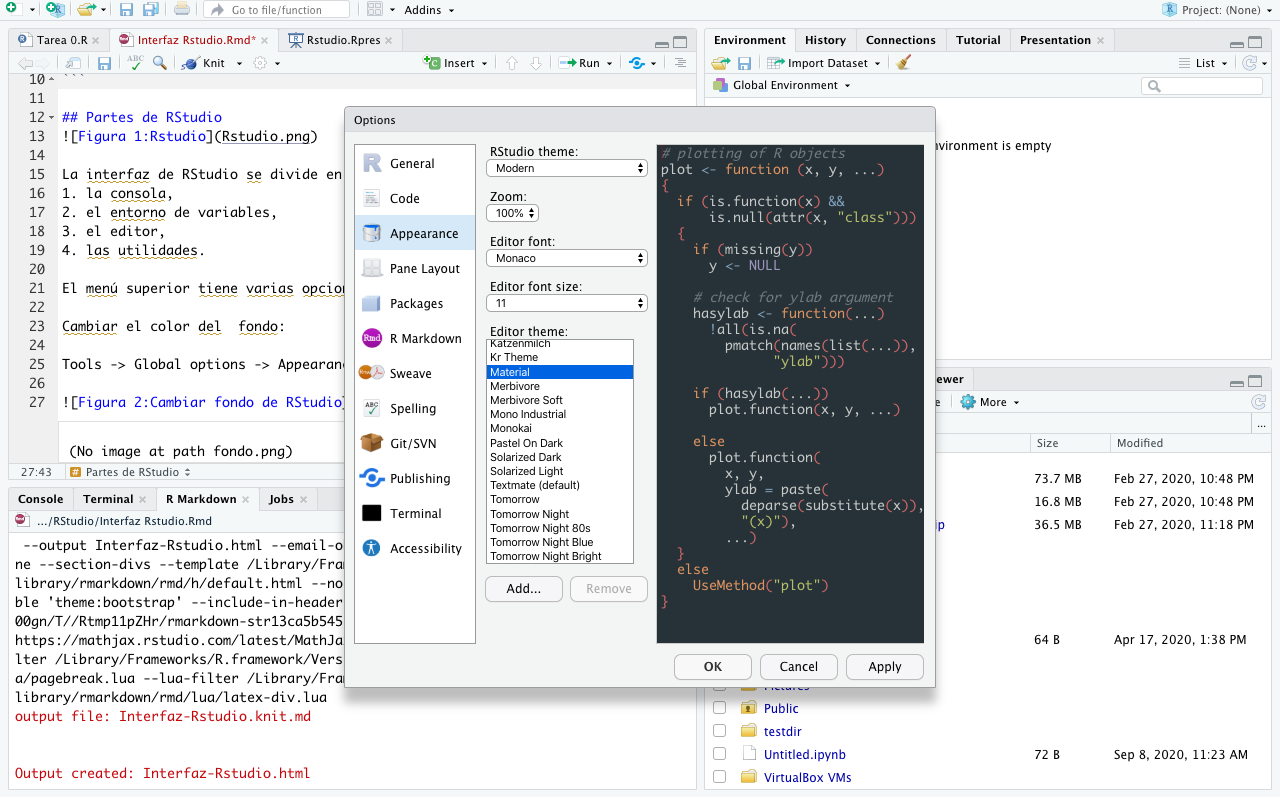 Go to file/function
Addins
Project: (None)
Tarea 0.R
Interfaz Rstudio.Rmd*
Rstudio.Rpres
ABC
Knit
Insert
Run
10 ```
11
12 ## Partes de RStudio
13 ![Figura 1:Rstudio](Rstudio.png)
14
15 La interfaz de RStudio se divide en
16 1. la consola,
17 2. el entorno de variables,
18 3. el editor,
19 4. las utilidades.
20
21 El menú superior tiene varias opcion
22
23 Cambiar el color del  fondo:
24
25 Tools -> Global options -> Appearanc
26
27 ![Figura 2:Cambiar fondo de RStudio]
(No image at path fondo.png)
27:43
# Partes de RStudio
Console
Terminal
R Markdown
Jobs
.../RStudio/Interfaz Rstudio.Rmd
--output Interfaz-Rstudio.html --email-o
ne --section-divs --template /Library/Fra
library/rmarkdown/rmd/h/default.html --no
ble 'theme:bootstrap' --include-in-header
00gn/T//Rtmp11pZHr/rmarkdown-str13ca5b545
https://mathjax.rstudio.com/latest/MathJa
lter /Library/Frameworks/R.framework/Vers
a/pagebreak.lua --lua-filter /Library/Fra
library/rmarkdown/rmd/lua/latex-div.lua
output file: Interfaz-Rstudio.knit.md
Output created: Interfaz-Rstudio.html
Options
General
Code
Appearance
Pane Layout
Packages
Rmd R Markdown
Sweave
ABC Spelling
Git/SVN
Publishing
Terminal
Accessibility
RStudio theme:
Modern
Zoom:
100%
Editor font:
Monaco
Editor font size:
11
Editor theme:
Katzenmilch
Kr Theme
Material
Merbivore
Merbivore Soft
Mono Industrial
Monokai
Pastel On Dark
Solarized Dark
Solarized Light
Textmate (default)
Tomorrow
Tomorrow Night
Tomorrow Night 80s
Tomorrow Night Blue
Tomorrow Night Bright
Add...
Remove
# plotting of R objects
plot <- function (x, y, ...)
{
if (is.function(x) &&
is.null(attr(x, "class")))
{
if (missing(y))
y <- NULL
# check for ylab argument
hasylab <- function(...)
!all(is.na(
pmatch(names(list(...)),
"ylab")))
if (hasylab(...))
plot.function(x, y, ...)
else
plot.function(
x, y,
ylab = paste(
deparse(substitute(x)),
"(x)"),
...)
}
else
UseMethod("plot")
}
OK
Cancel
Apply
Environment
History
Connections
Tutorial
Presentation
Import Dataset
List
Global Environment
nvironment is empty
ewer
e
More
...
Size
Modified
73.7 MB
Feb 27, 2020, 10:48 PM
16.8 MB
Feb 27, 2020, 10:48 PM
ip
36.5 MB
Feb 27, 2020, 11:18 PM
64 B
Apr 17, 2020, 1:38 PM
Pictures
Public
testdir
Untitled.ipynb
72 B
Sep 8, 2020, 11:23 AM
VirtualBox VMs